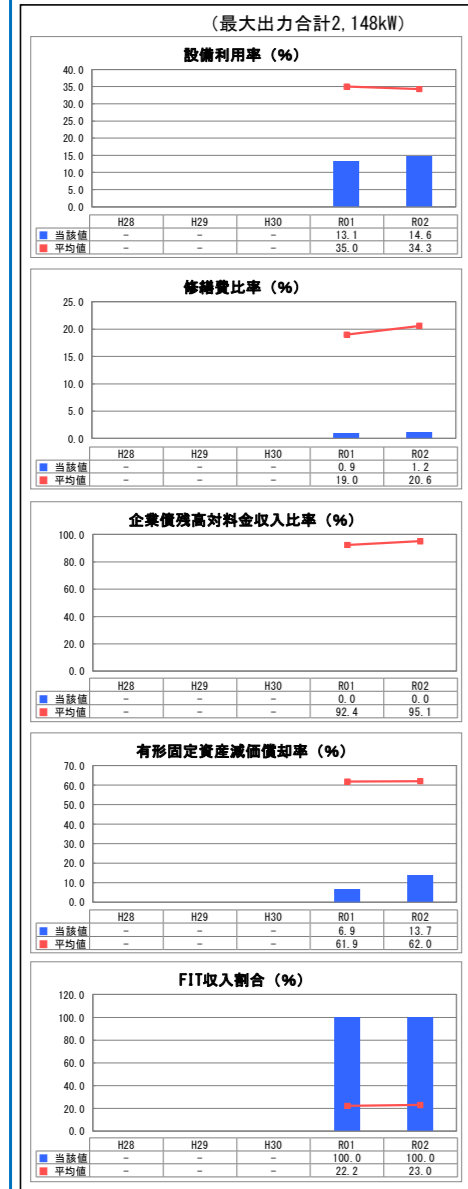 (最大出力合計2,148kW)
設備利用率（%）
40.0
35.0
30.0
25.0
20.0
15.0
10.0
5.0
0.0
H28 H29 H30 R01 R02
当該値 － － － 13.1 14.6
平均値 － － － 35.0 34.3
修繕費比率（%）
25.0
20.0
15.0
10.0
5.0
0.0
H28 H29 H30 R01 R02
当該値 － － － 0.9 1.2
平均値 － － － 19.0 20.6
企業債残高対料金収入比率（%）
100.0
80.0
60.0
40.0
20.0
0.0
H28 H29 H30 R01 R02
当該値 － － － 0.0 0.0
平均値 － － － 92.4 95.1
有形固定資産減価償却率（%）
70.0
60.0
50.0
40.0
30.0
20.0
10.0
0.0
H28 H29 H30 R01 R02
当該値 － － － 6.9 13.7
平均値 － － － 61.9 62.0
FIT収入割合（%）
120.0
100.0
80.0
60.0
40.0
20.0
0.0
H28 H29 H30 R01 R02
当該値 － － － 100.0 100.0
平均値 － － － 22.2 23.0